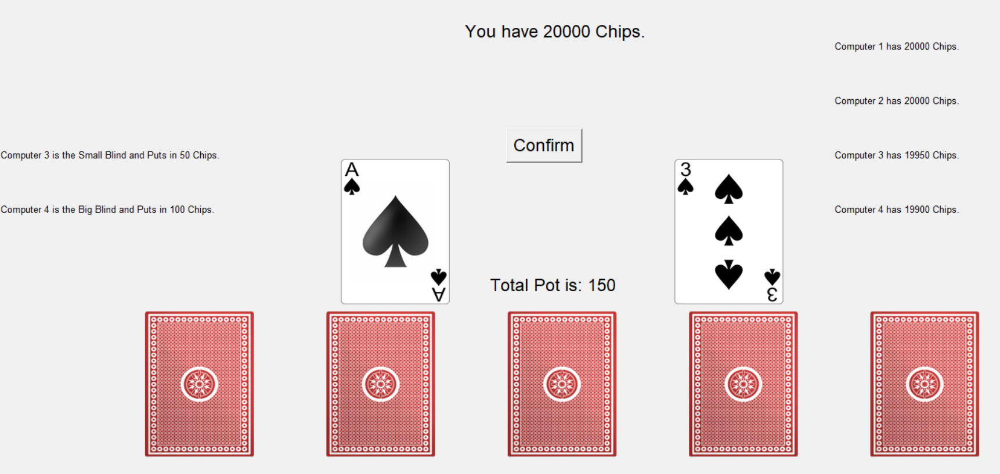 You have 20000 Chips.
Computer 1 has 20000 Chips.
Computer 2 has 20000 Chips.
Confirm
Computer 3 is the Small Blind and Puts in 50 Chips.
Computer 3 has 19950 Chips.
A
3
Computer 4 is the Big Blind and Puts in 100 Chips.
Computer 4 has 19900 Chips.
Total Pot is: 150
A
3